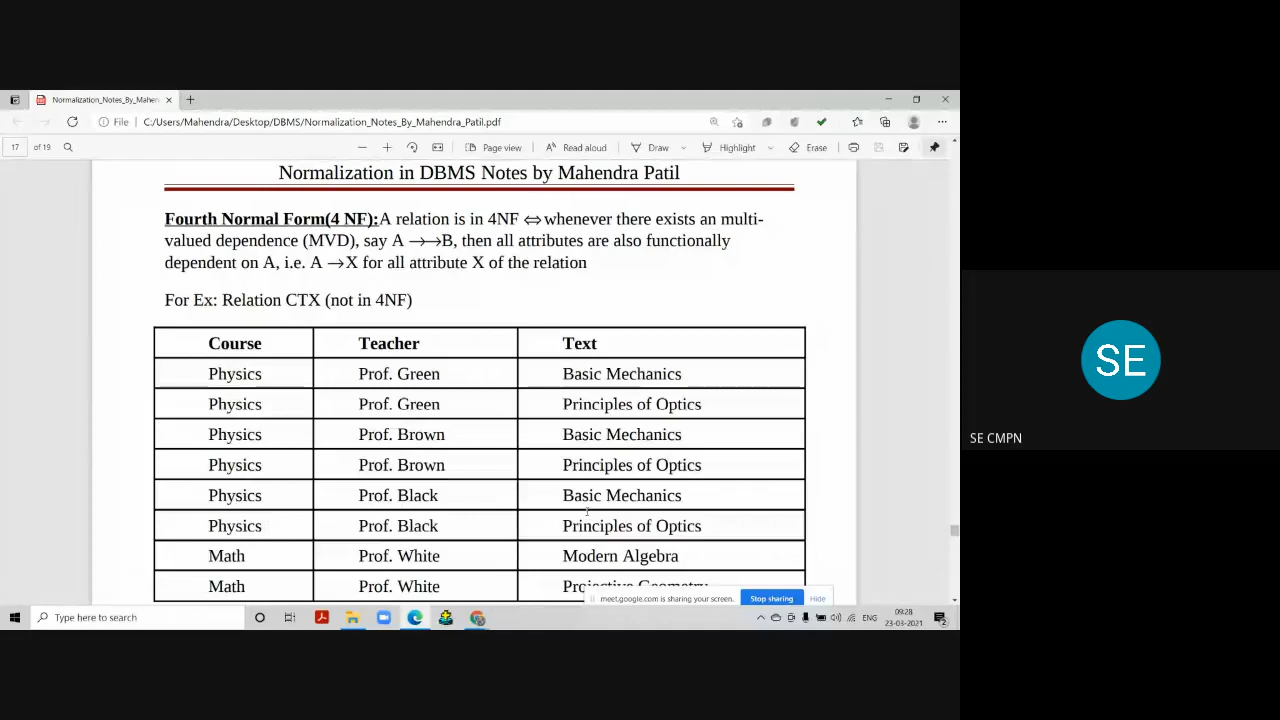 Normalization_Notes_By_Mahen
File C:/Users/Mahendra/Desktop/DBMS/Normalization_Notes_By_Mahendra_Patil.pdf
17 of 19 Page view Read aloud Draw Highlight Erase
Normalization in DBMS Notes by Mahendra Patil
Fourth Normal Form(4 NF):A relation is in 4NF ⇔ whenever there exists an multi-
valued dependence (MVD), say A →→B, then all attributes are also functionally
dependent on A, i.e. A →X for all attribute X of the relation
For Ex: Relation CTX (not in 4NF)
Course Teacher Text
Physics Prof. Green Basic Mechanics
Physics Prof. Green Principles of Optics
Physics Prof. Brown Basic Mechanics
Physics Prof. Brown Principles of Optics
Physics Prof. Black Basic Mechanics
Physics Prof. Black Principles of Optics
Math Prof. White Modern Algebra
Math Prof. White Projective Geometry
meet.google.com is sharing your screen. Stop sharing Hide
Type here to search
ENG 09:28
23-03-2021
2
SE
SE CMPN